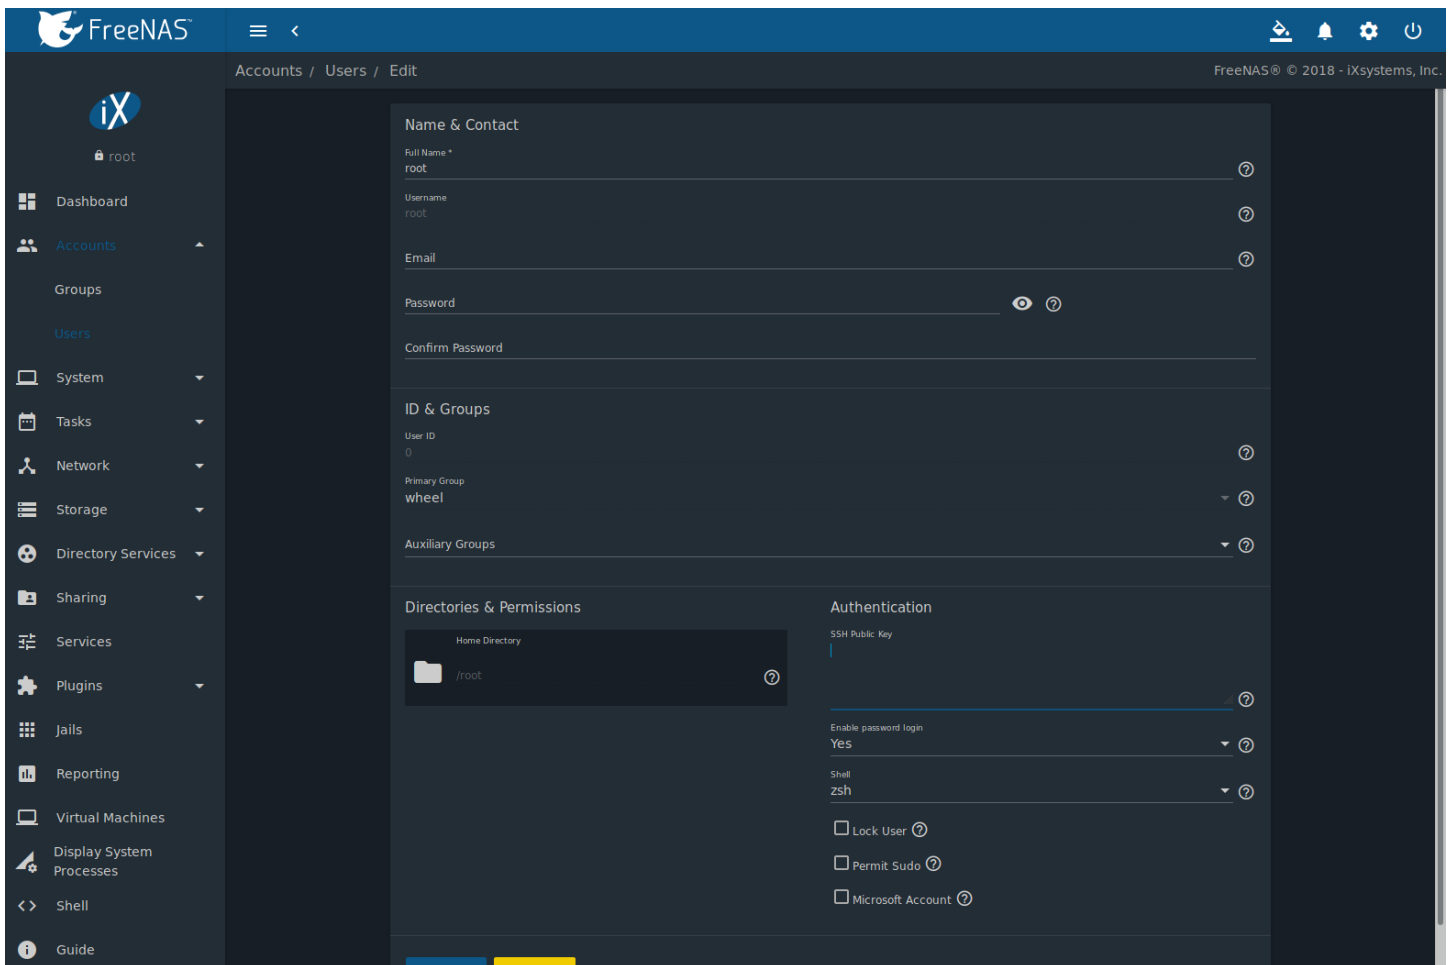 FreeNAS™
Accounts / Users / Edit
FreeNAS® © 2018 - iXsystems, Inc.
iX
root
Dashboard
Accounts
Groups
Users
System
Tasks
Network
Storage
Directory Services
Sharing
Services
Plugins
Jails
Reporting
Virtual Machines
Display System
Processes
Shell
Guide
Name & Contact
Full Name *
root
Username
root
Email
Password
Confirm Password
ID & Groups
User ID
0
Primary Group
wheel
Auxiliary Groups
Directories & Permissions
Home Directory
/root
Authentication
SSH Public Key
Enable password login
Yes
Shell
zsh
Lock User
Permit Sudo
Microsoft Account